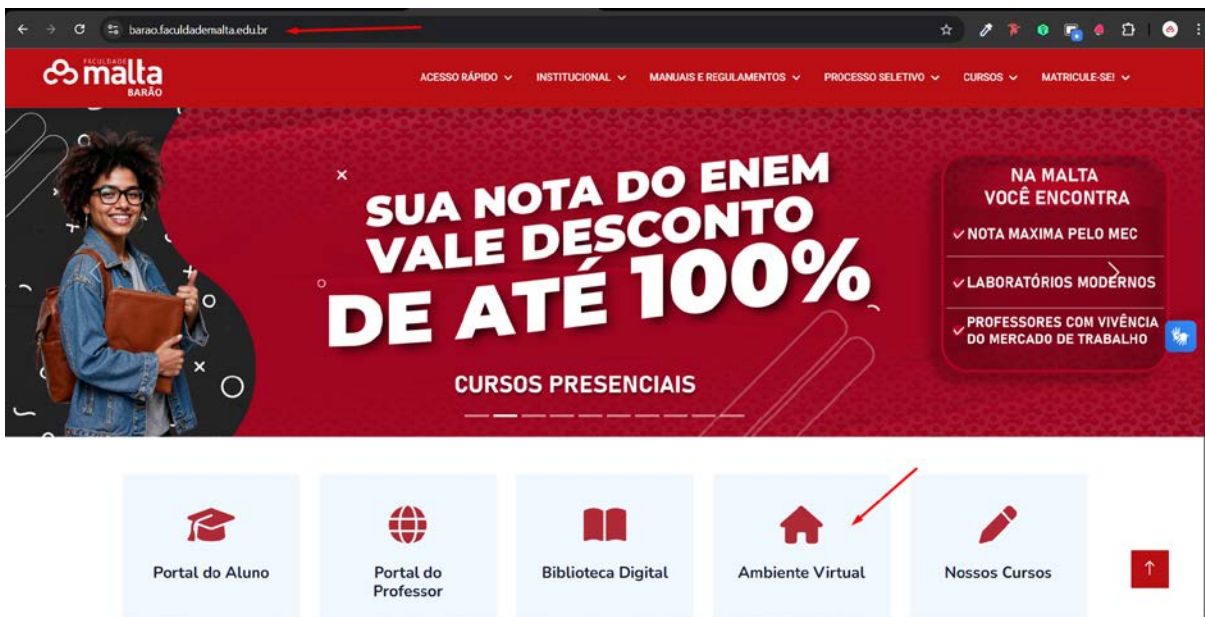 barao.faculdademalta.edu.br
FACULDADE
malta
BARÃO
ACESSO RÁPIDO
INSTITUCIONAL
MANUAIS E REGULAMENTOS
PROCESSO SELETIVO
CURSOS
MATRICULE-SE!
SUA NOTA DO ENEM
VALE DESCONTO
DE ATÉ 100%
CURSOS PRESENCIAIS
NA MALTA
VOCÊ ENCONTRA
NOTA MAXIMA PELO MEC
LABORATÓRIOS MODERNOS
PROFESSORES COM VIVÊNCIA
DO MERCADO DE TRABALHO
Portal do Aluno
Portal do
Professor
Biblioteca Digital
Ambiente Virtual
Nossos Cursos